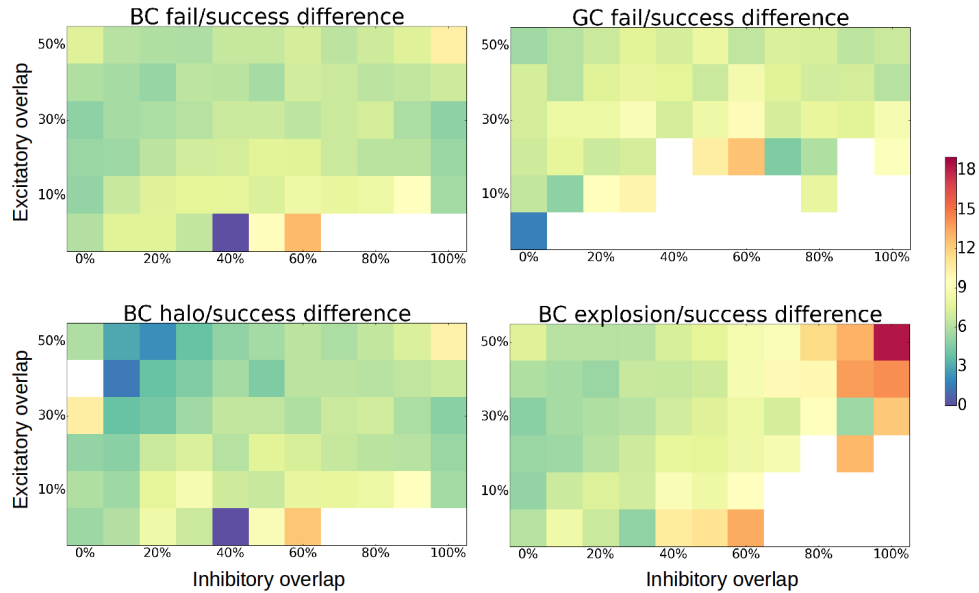 BC fail/success difference
GC fail/success difference
50%
30%
10%
Excitatory overlap
0% 20% 40% 60% 80% 100%
50%
30%
10%
0% 20% 40% 60% 80% 100%
BC halo/success difference
BC explosion/success difference
50%
30%
10%
Excitatory overlap
0% 20% 40% 60% 80% 100%
Inhibitory overlap
50%
30%
10%
0% 20% 40% 60% 80% 100%
Inhibitory overlap
18
15
12
9
6
3
0